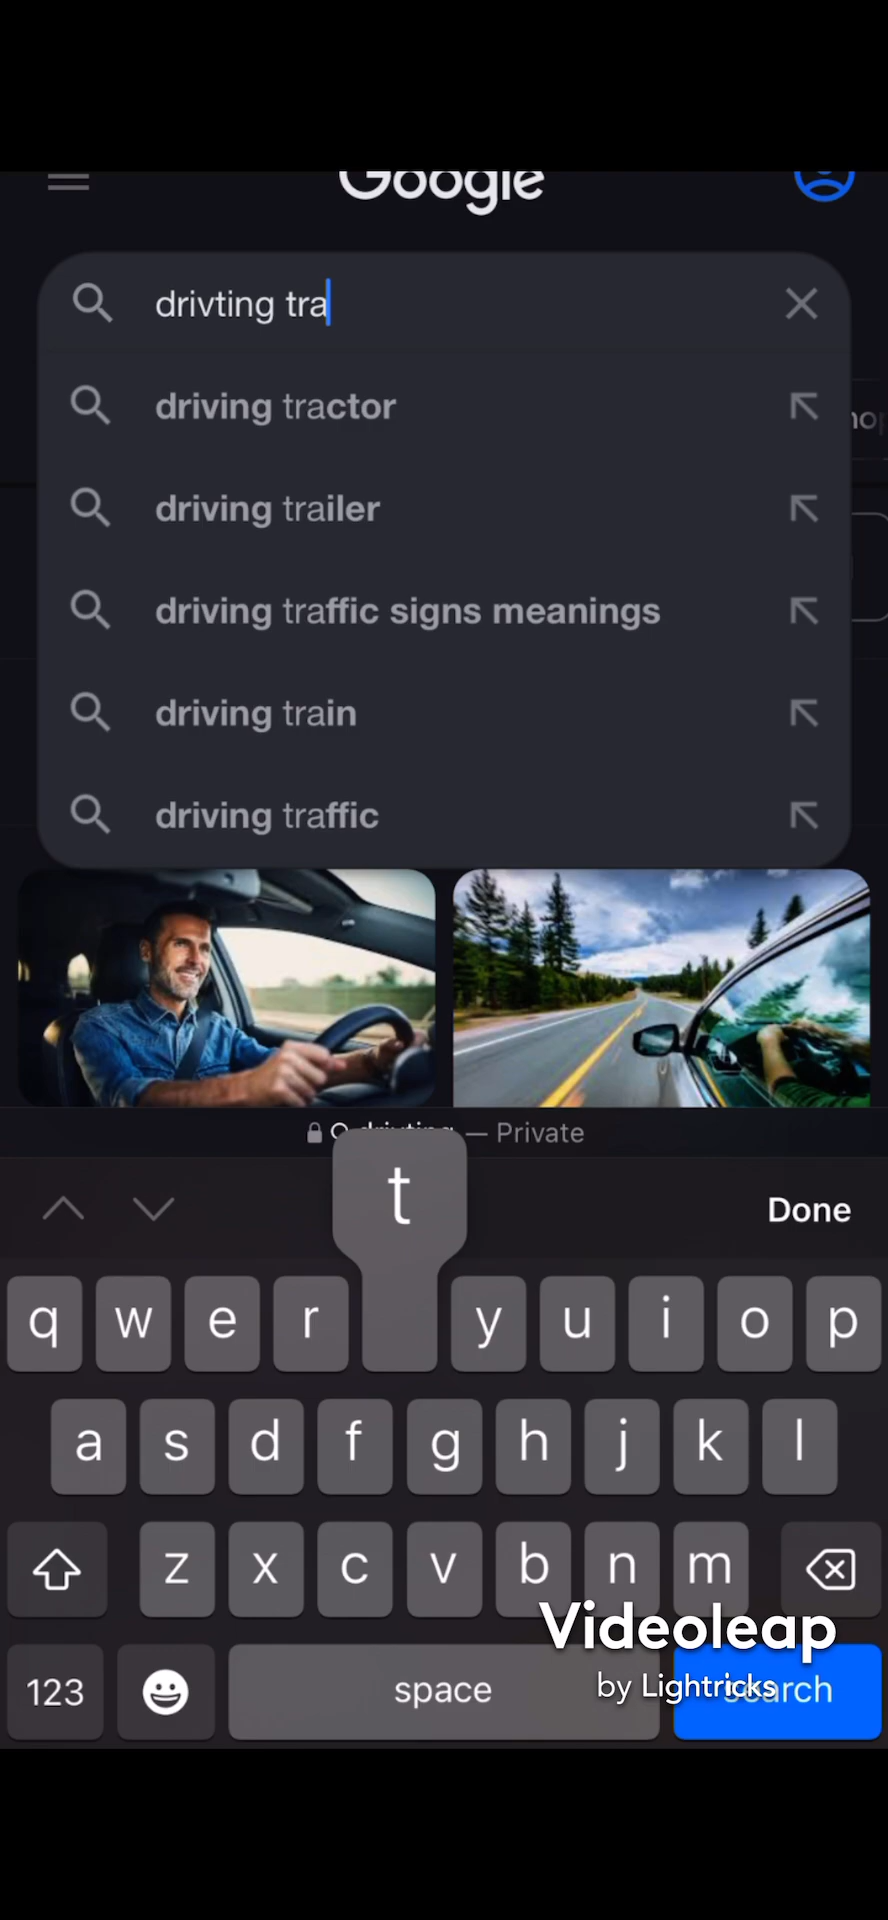 Google
drivting tra
driving tractor
driving trailer
driving traffic signs meanings
driving train
driving traffic
— Private
t
Done
q w e r y u i o p
a s d f g h j k l
z x c v b n m
Videoleap
by Lightricks
123 space search